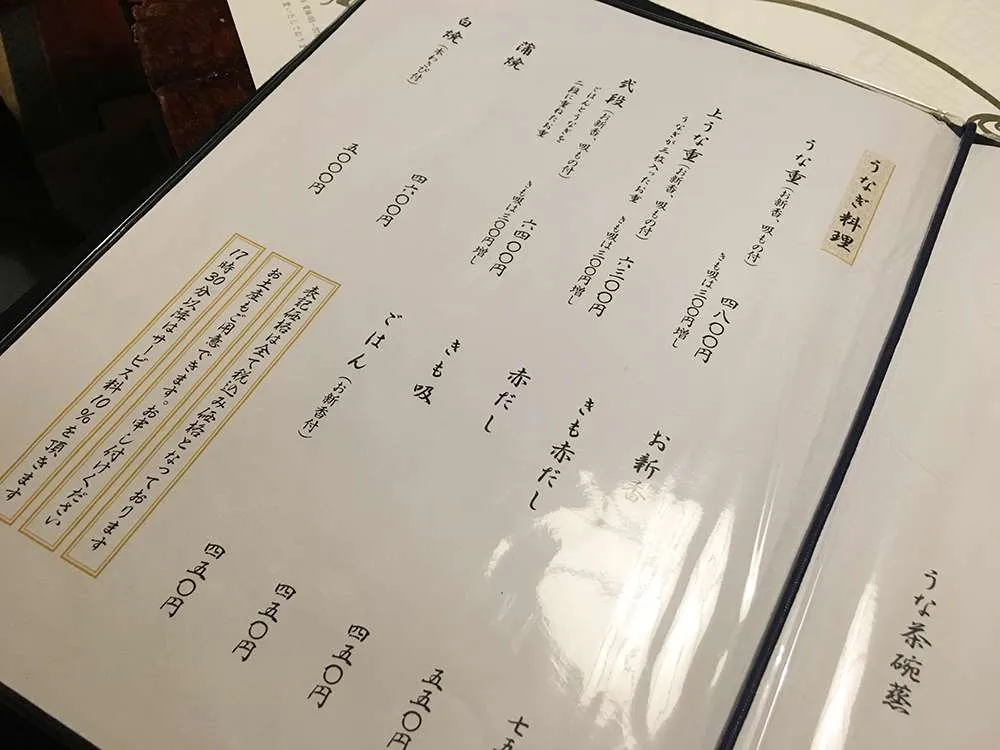 うなぎ料理
うな重(お新香、吸もの付)
きも吸は三〇〇円増し
四八〇〇円
上うな重(お新香、吸もの付)
うなぎが三枚入ったお重
きも吸は三〇〇円増し
六三〇〇円
弐段(お新香、吸もの付)
ごはんとうなぎを
二段に重ねたお重
きも吸は三〇〇円増し
六四〇〇円
蒲焼
四六〇〇円
白焼(本わさび付)
五〇〇〇円
お新香
七五
きも赤だし
五五〇円
赤だし
四五〇円
きも吸
四五〇円
ごはん(お新香付)
四五〇円
表記価格は全て税込み価格となっております
お土産もご用意できます。お申し付けください
17時30分以降はサービス料10%を頂きます
うな茶碗蒸